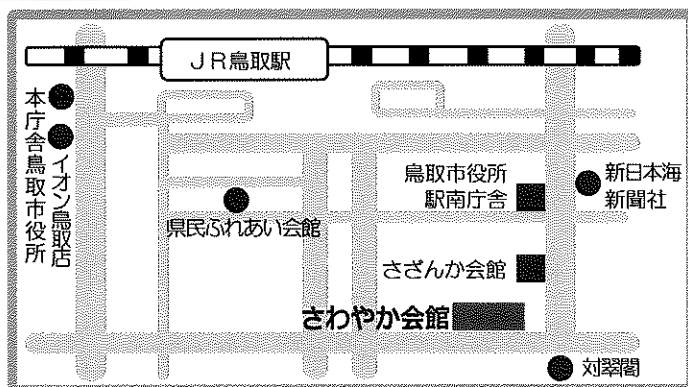 JR鳥取駅
本庁舎鳥取市役所
イオン鳥取店
鳥取市役所
駅南庁舎
新日本海
新聞社
県民ふれあい会館
さざんか会館
さわやか会館
対翠閣